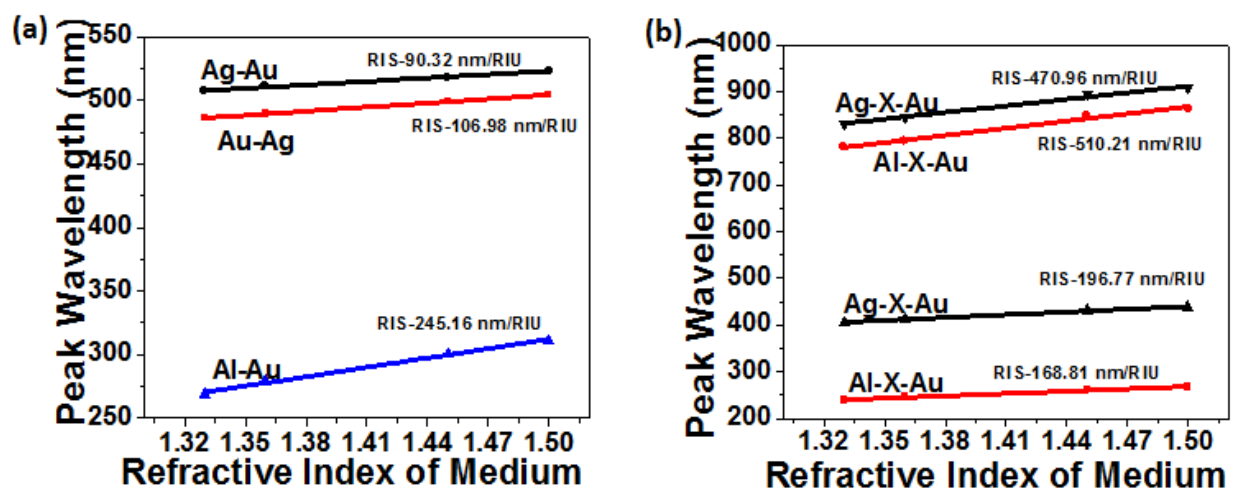 (a)
Peak Wavelength (nm)
550
500
450
400
350
300
250
Ag-Au
RIS-90.32 nm/RIU
Au-Ag
RIS-106.98 nm/RIU
RIS-245.16 nm/RIU
Al-Au
1.32 1.35 1.38 1.41 1.44 1.47 1.50
Refractive Index of Medium
(b)
Peak Wavelength (nm)
1000
900
800
700
600
500
400
300
200
RIS-470.96 nm/RIU
Ag-X-Au
RIS-510.21 nm/RIU
Al-X-Au
RIS-196.77 nm/RIU
Ag-X-Au
RIS-168.81 nm/RIU
Al-X-Au
1.32 1.35 1.38 1.41 1.44 1.47 1.50
Refractive Index of Medium